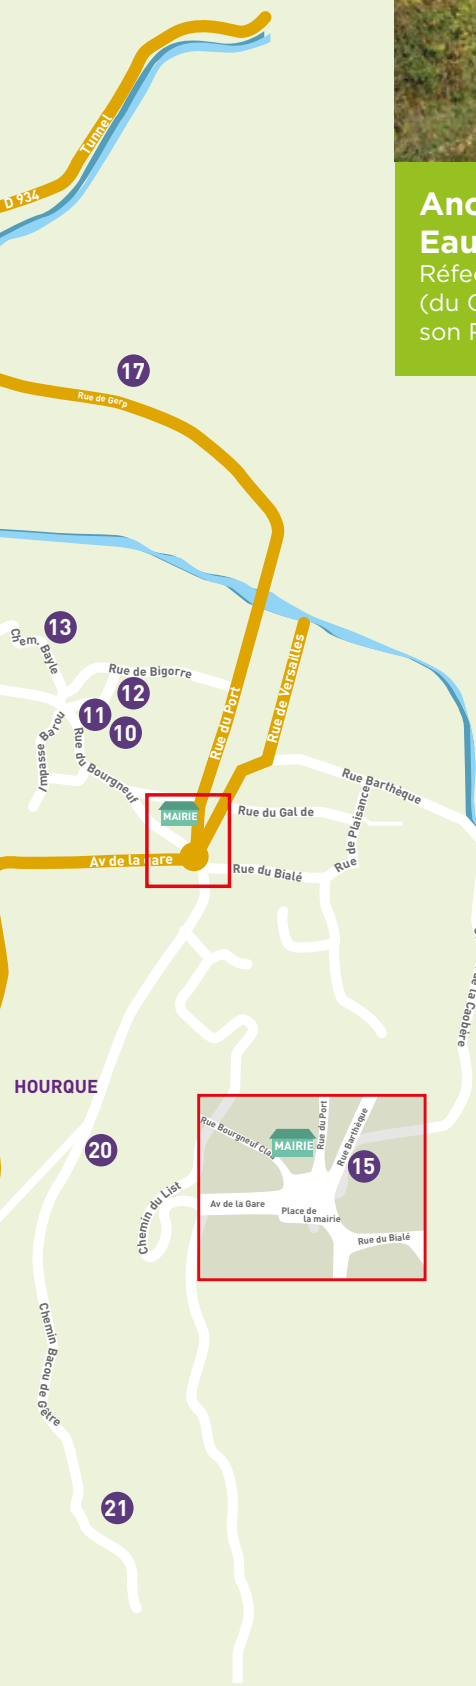 Tunnel
D 934
Eau
(du
son
17
Rue de Gerp
13
Chem. Bayle
Rue de Bigorre
12
11
10
Impasse Barou
Rue du Bourgneuf
Rue du Port
Rue de Versailles
Rue Barthèque
MAIRIE
Rue du Gal de
Rue de Plaisance
Av de la gare
Rue du Bialé
de la Caobère
HOURQUE
20
Rue Bourgneuf
MAIRIE
Rue du Port
Rue Barthèque
15
Av de la Gare
Place de
la mairie
Rue du Bialé
Chemin du List
Chemin Bacou de Gêtre
21